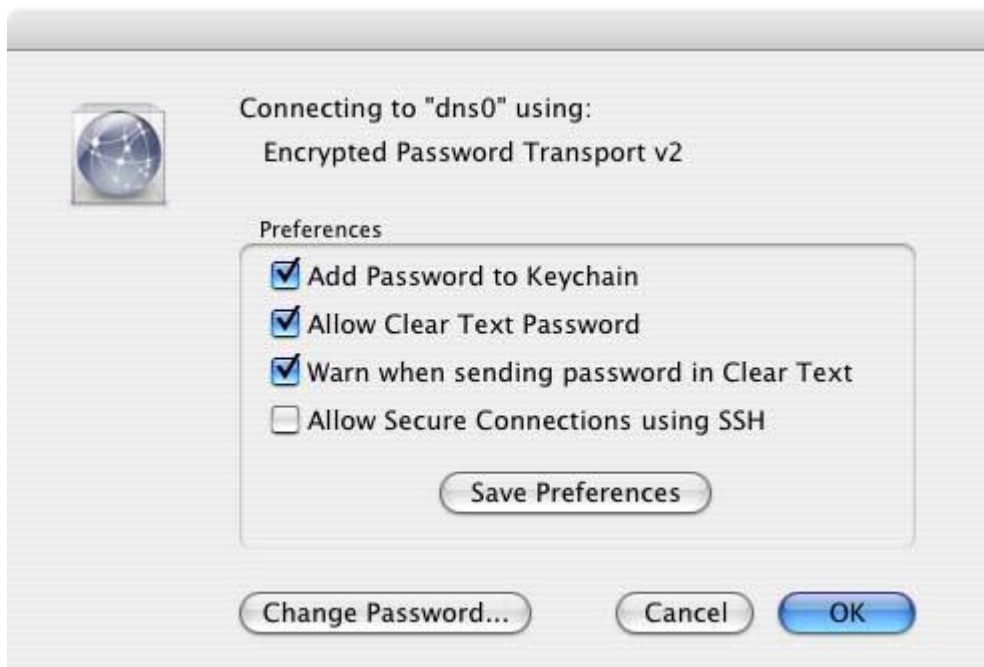 Connecting to "dns0" using:
Encrypted Password Transport v2
Preferences
Add Password to Keychain
Allow Clear Text Password
Warn when sending password in Clear Text
Allow Secure Connections using SSH
Save Preferences
Change Password... Cancel OK